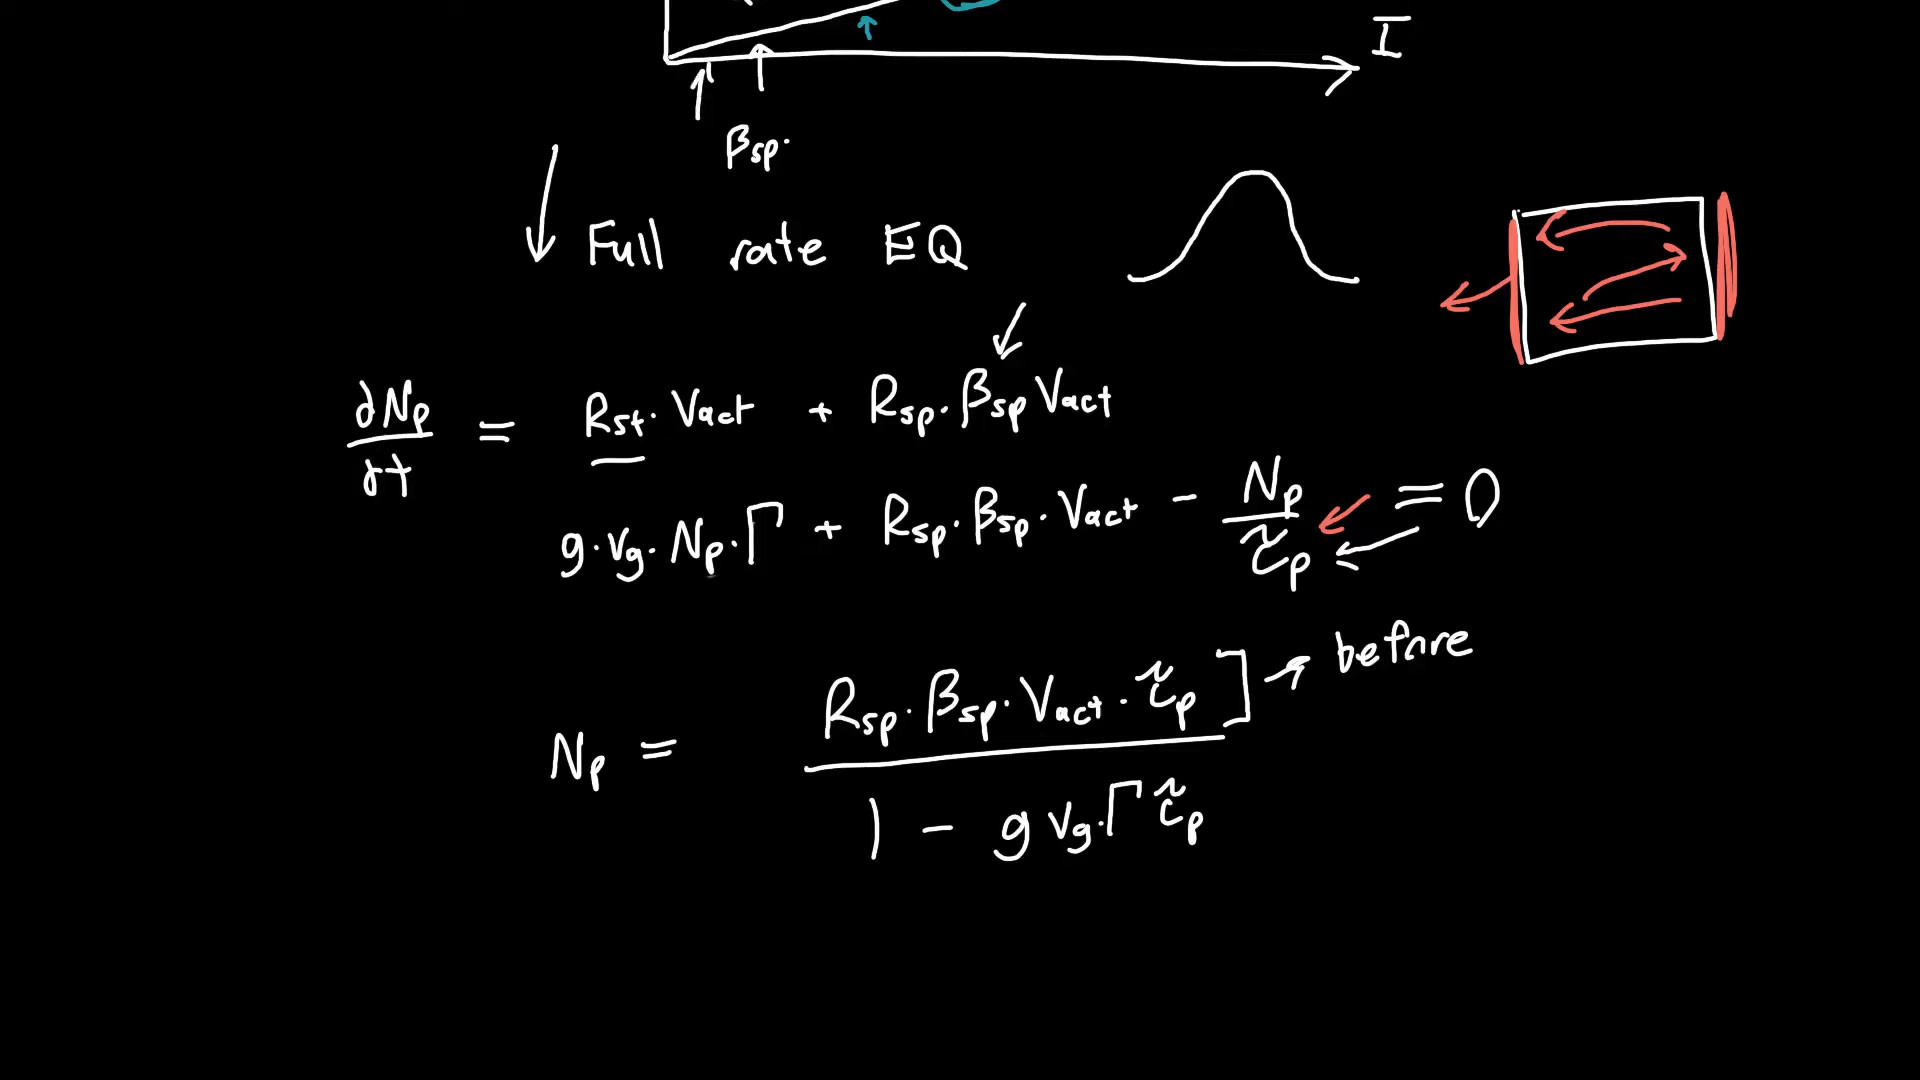 I
βsp.
Full rate EQ
∂Np/∂t = Rst · Vact + Rsp · βsp Vact
g · vg · Np · Γ + Rsp · βsp · Vact - Np/τp = 0
Np = Rsp · βsp · Vact · τp / 1 - g vg · Γ τp ] → before